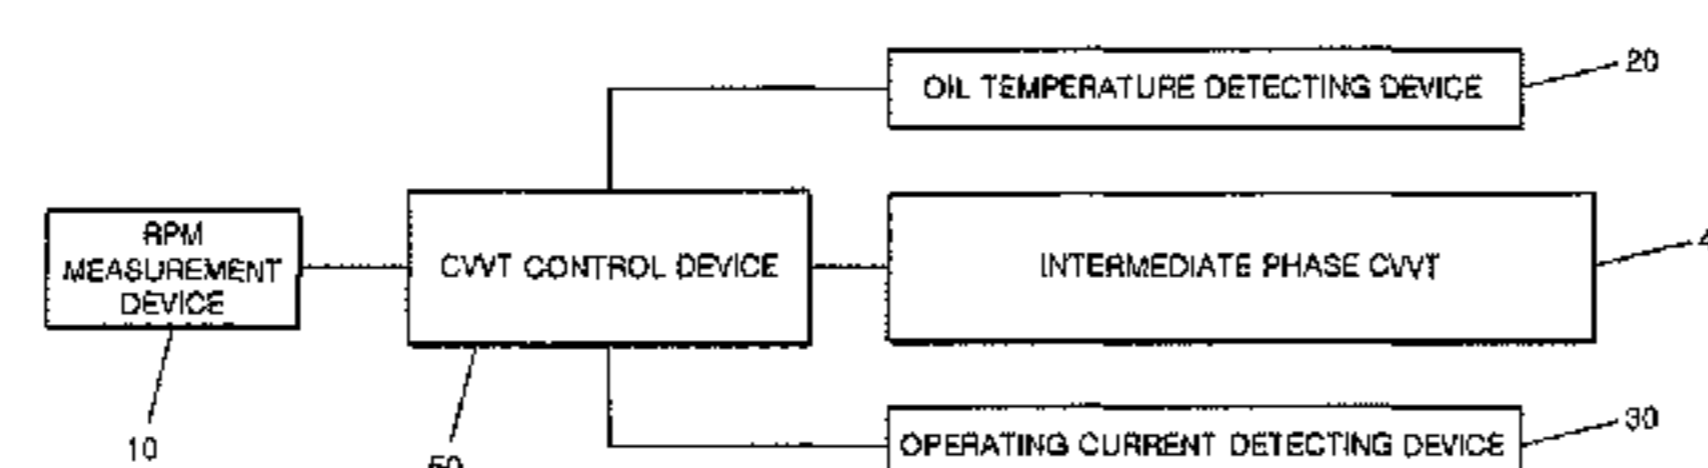 OIL TEMPERATURE DETECTING DEVICE
20
RPM
MEASUREMENT
DEVICE
CVVT CONTROL DEVICE
INTERMEDIATE PHASE CVVT
10
50
OPERATING CURRENT DETECTING DEVICE
30